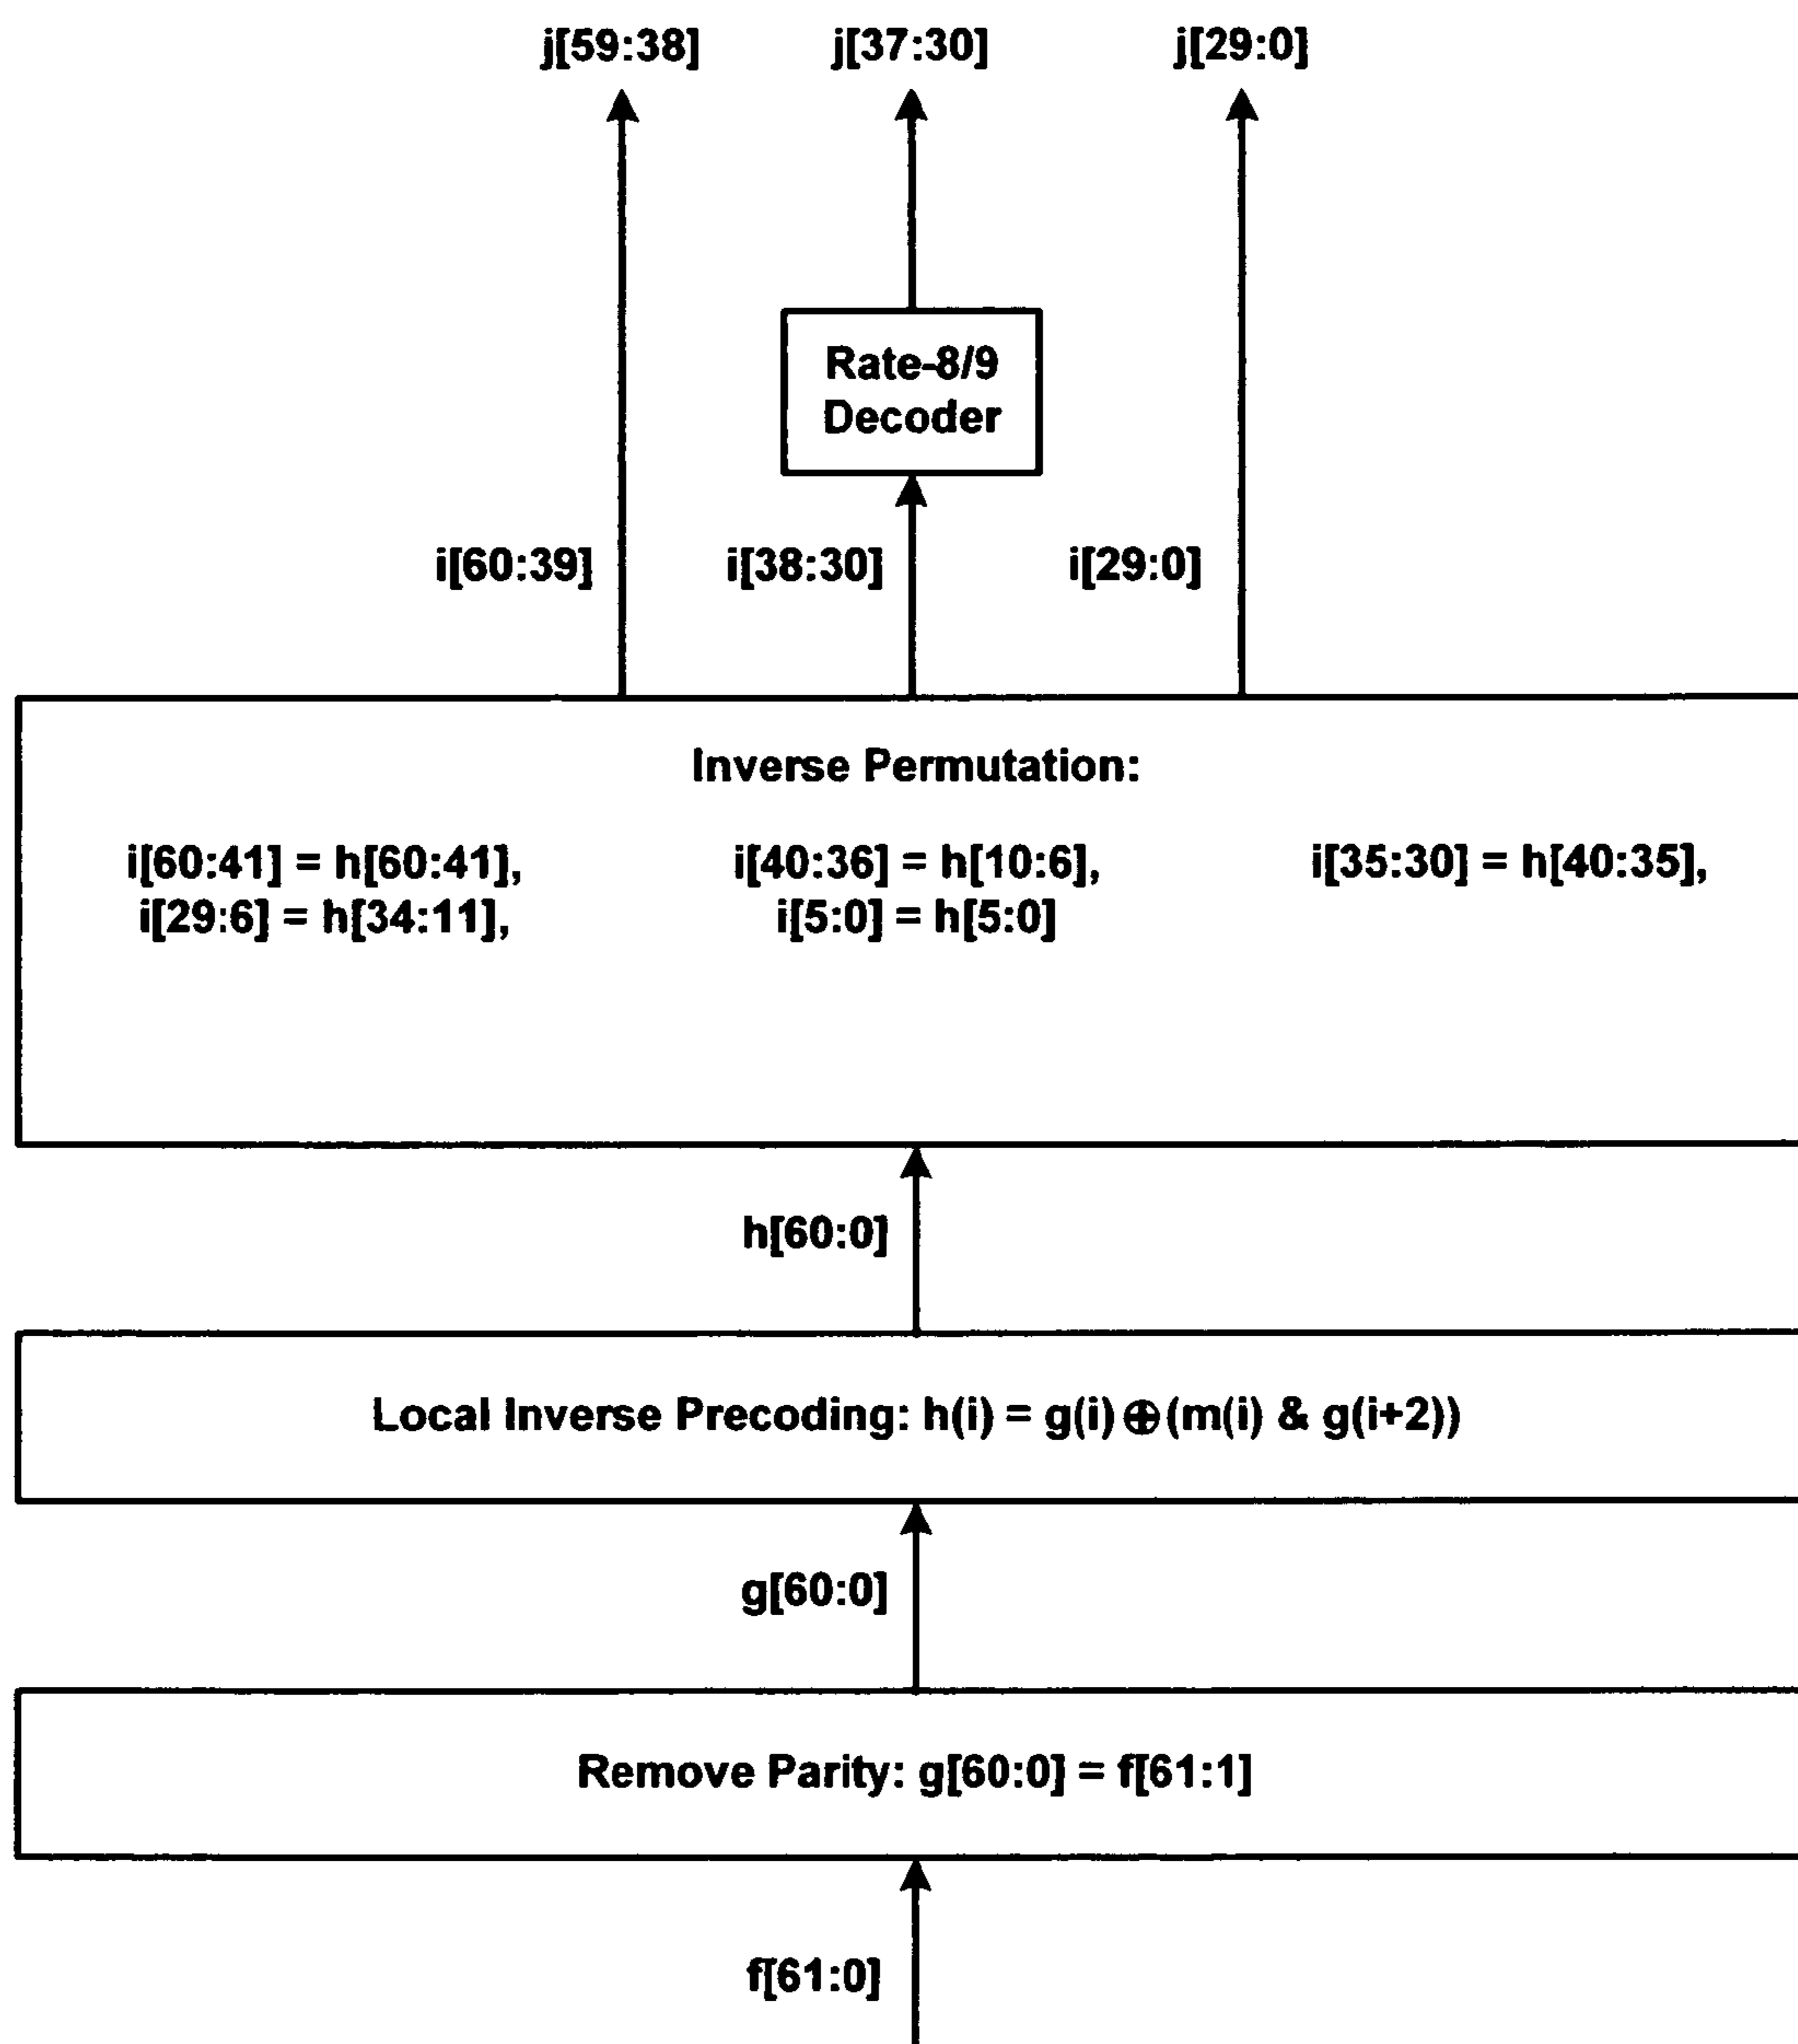 j[59:38] j[37:30] j[29:0]
Rate-8/9
Decoder
i[60:39] i[38:30] i[29:0]
Inverse Permutation:
i[60:41] = h[60:41], i[40:36] = h[10:6], i[35:30] = h[40:35],
i[29:6] = h[34:11], i[5:0] = h[5:0]
h[60:0]
Local Inverse Precoding: h(i) = g(i)⊕(m(i) & g(i+2))
g[60:0]
Remove Parity: g[60:0] = f[61:1]
f[61:0]